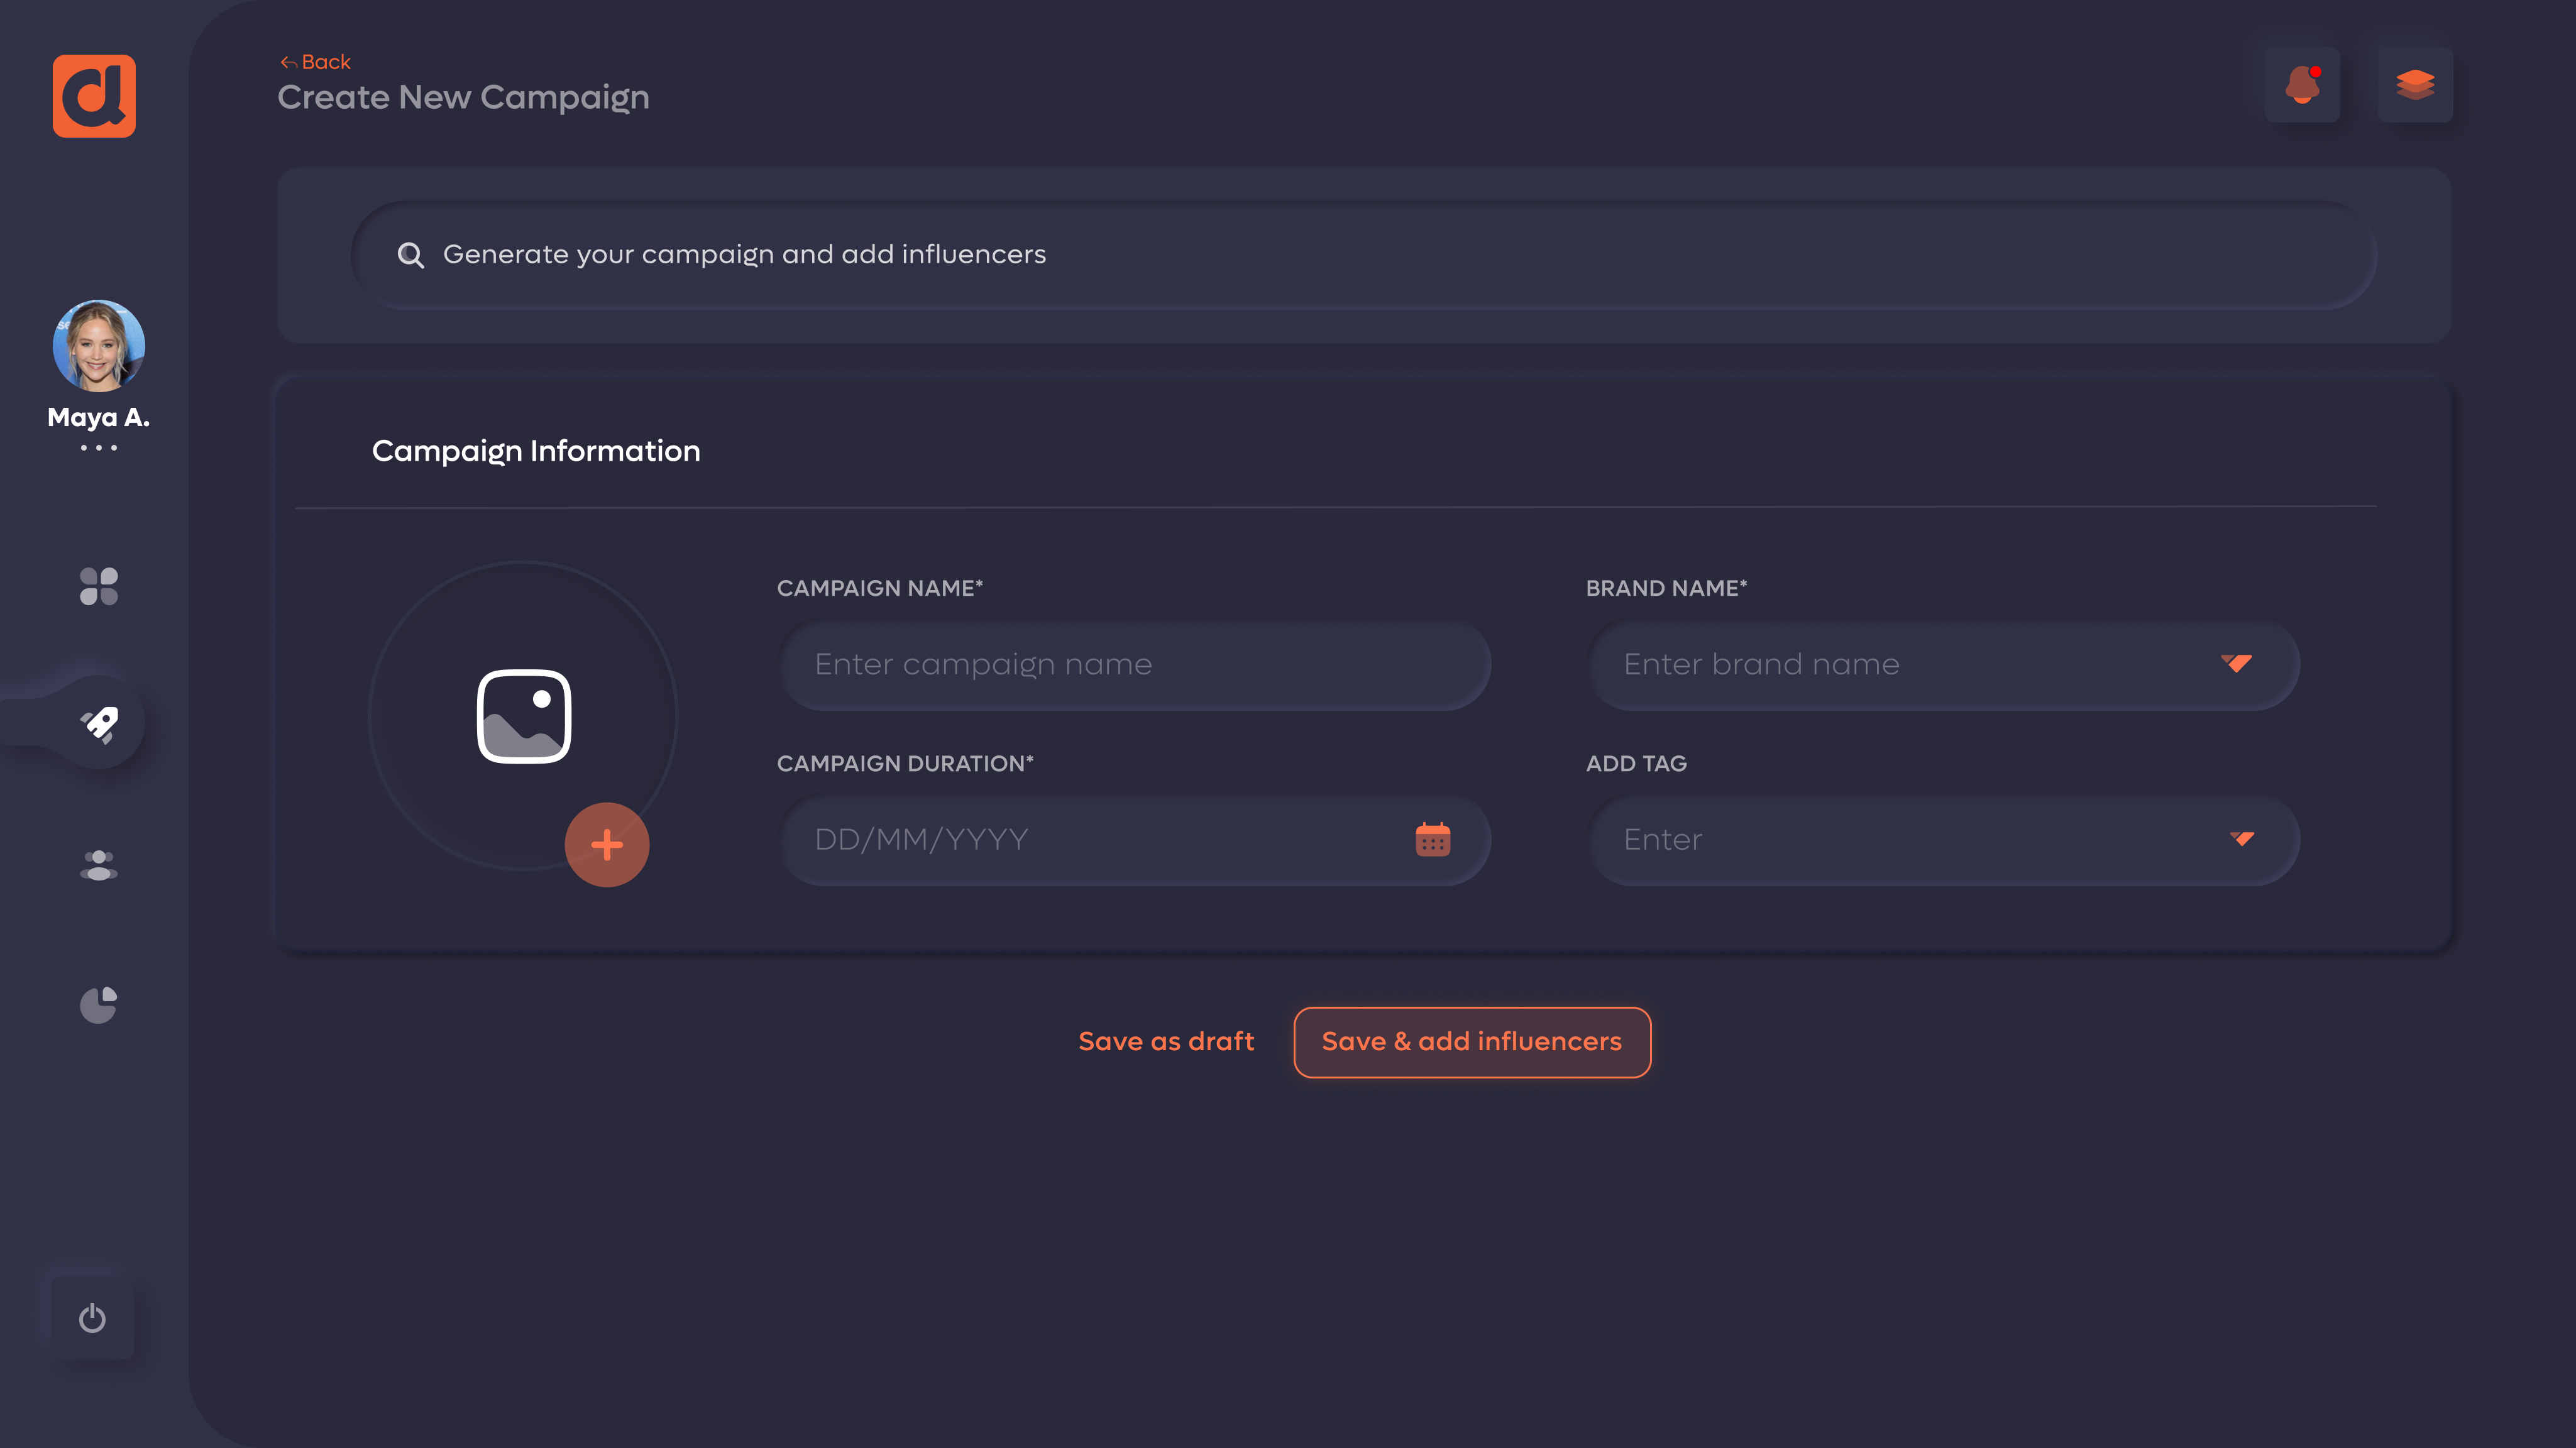 Back
Create New Campaign
Generate your campaign and add influencers
Maya A.
Campaign Information
CAMPAIGN NAME*
BRAND NAME*
Enter campaign name
Enter brand name
CAMPAIGN DURATION*
ADD TAG
DD/MM/YYYY
Enter
Save as draft
Save & add influencers